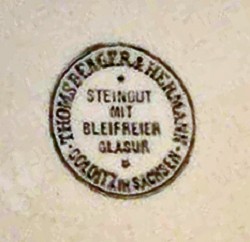 THOMSBERGER & HERMANN
STEINGUT
MIT
BLEIFREIER
GLASUR
COLDITZ IN SACHSEN